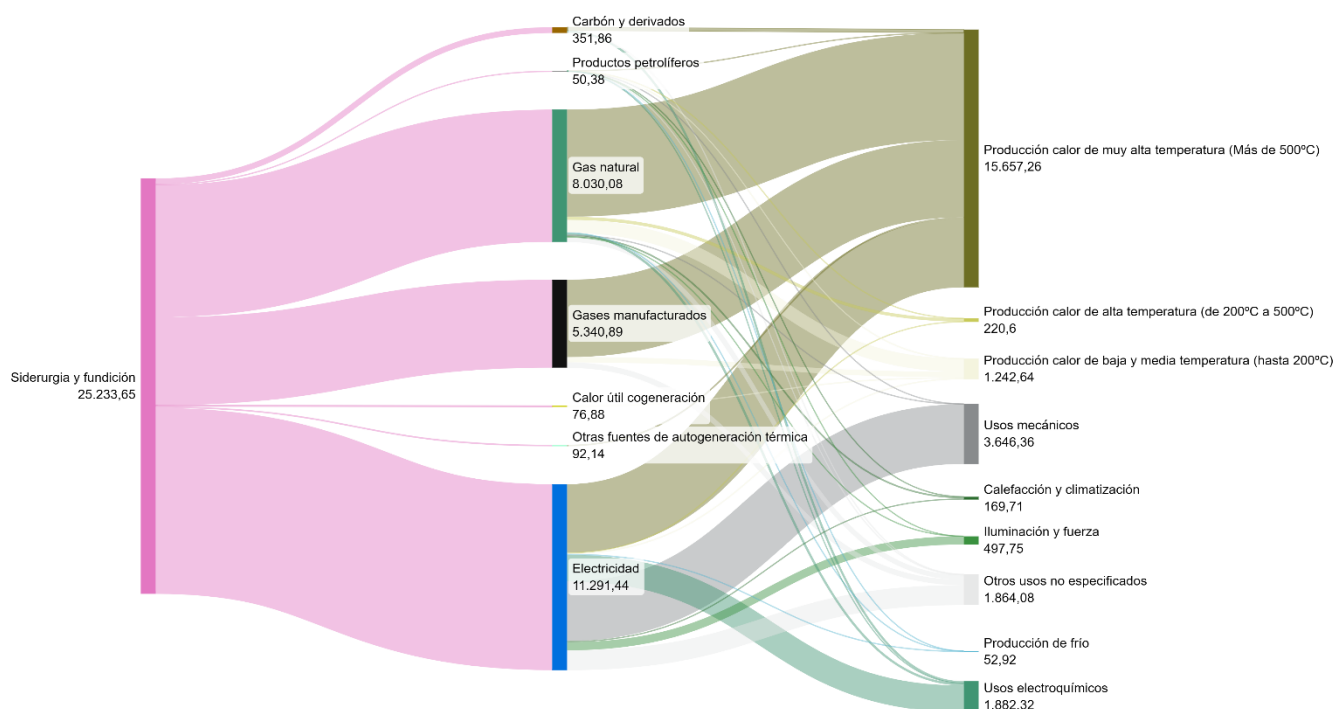 Siderurgia y fundición
25.233,65
Carbón y derivados
351,86
Productos petrolíferos
50,38
Gas natural
8.030,08
Gases manufacturados
5.340,89
Calor útil cogeneración
76,88
Otras fuentes de autogeneración térmica
92,14
Electricidad
11.291,44
Producción calor de muy alta temperatura (Más de 500ºC)
15.657,26
Producción calor de alta temperatura (de 200ºC a 500ºC)
220,6
Producción calor de baja y media temperatura (hasta 200ºC)
1.242,64
Usos mecánicos
3.646,36
Calefacción y climatización
169,71
Iluminación y fuerza
497,75
Otros usos no especificados
1.864,08
Producción de frío
52,92
Usos electroquímicos
1.882,32